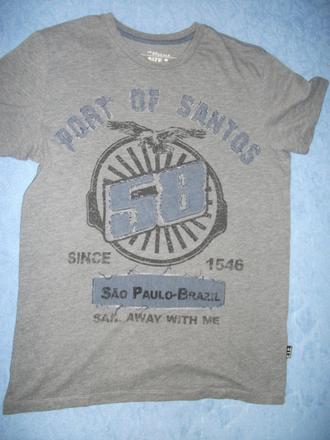 PORT OF SANTOS
58
SINCE 1546
SÃO PAULO-BRAZIL
SAIL AWAY WITH ME